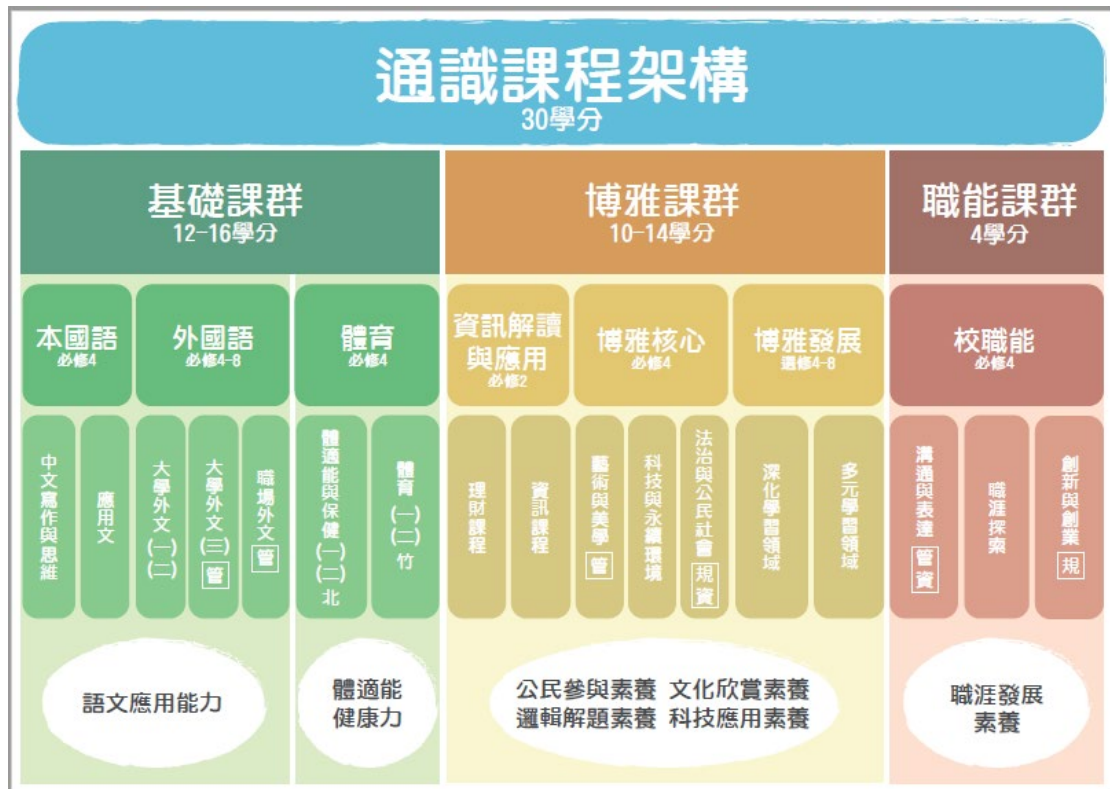 通識課程架構
30學分
基礎課群
12-16學分
博雅課群
10-14學分
職能課群
4學分
本國語
必修4
外國語
必修4-8
體育
必修4
資訊解讀
與應用
必修2
博雅核心
必修4
博雅發展
選修4-8
校職能
必修4
中文寫作與思維
應用文
大學外文(一)(二)
大學外文(三)管
職場外文管
體適能與保健(一)(二)北
體育(一)(二)竹
理財課程
資訊課程
藝術與美學管
科技與永續環境
法治與公民社會規資
深化學習領域
多元學習領域
溝通與表達管資
職涯探索
創新與創業規
語文應用能力
體適能
健康力
公民參與素養 文化欣賞素養
邏輯解題素養 科技應用素養
職涯發展
素養